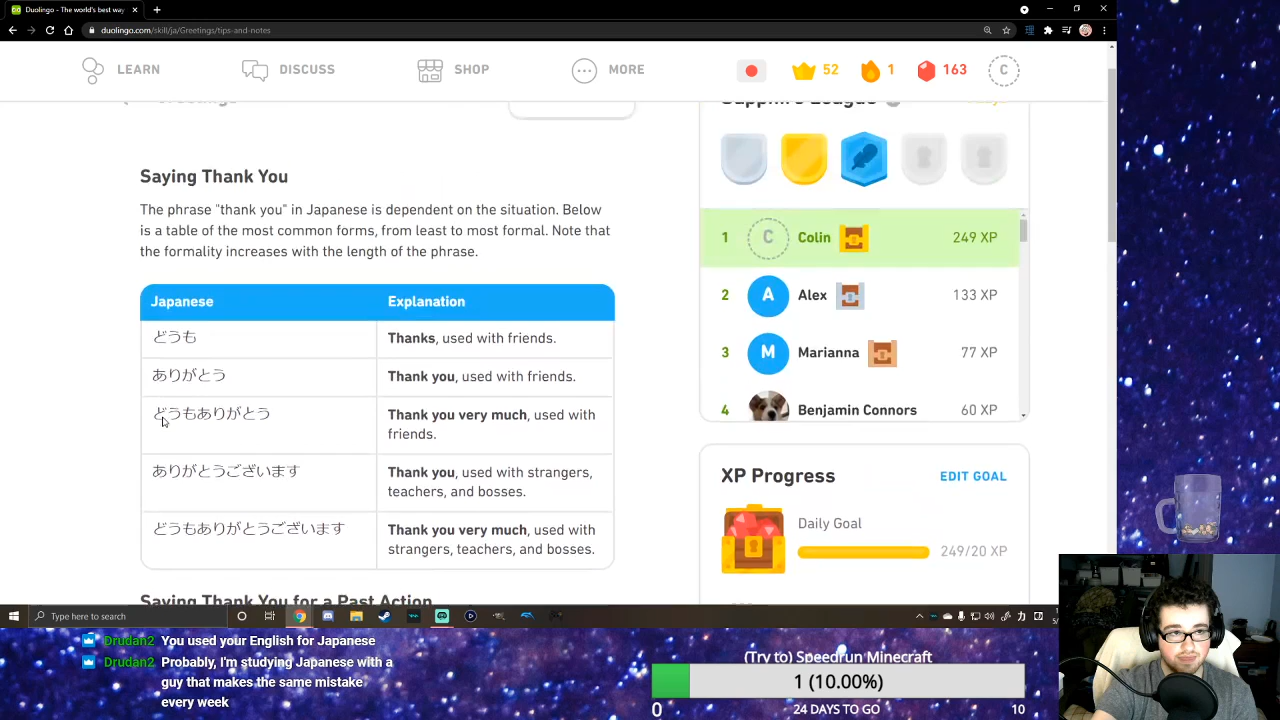 Duolingo - The world's best way
duolingo.com/skill/ja/Greetings/tips-and-notes
LEARN
DISCUSS
SHOP
MORE
52
1
163
C
Saying Thank You
The phrase "thank you" in Japanese is dependent on the situation. Below
is a table of the most common forms, from least to most formal. Note that
the formality increases with the length of the phrase.
Japanese Explanation
どうも Thanks, used with friends.
ありがとう Thank you, used with friends.
どうもありがとう Thank you very much, used with
friends.
ありがとうございます Thank you, used with strangers,
teachers, and bosses.
どうもありがとうございます Thank you very much, used with
strangers, teachers, and bosses.
Saying Thank You for a Past Action
Sapphire League
1 C Colin 249 XP
2 A Alex 133 XP
3 M Marianna 77 XP
4 Benjamin Connors 60 XP
XP Progress EDIT GOAL
Daily Goal
249/20 XP
Type here to search
Drudan2 You used your English for Japanese
Drudan2 Probably, I'm studying Japanese with a
guy that makes the same mistake
every week
(Try to) Speedrun Minecraft
1 (10.00%)
0 24 DAYS TO GO 10